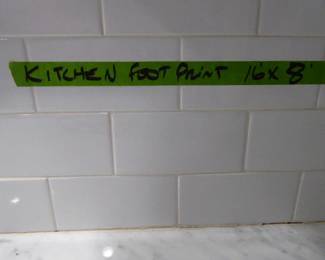 KITCHEN FOOT PRINT 16 x 8'